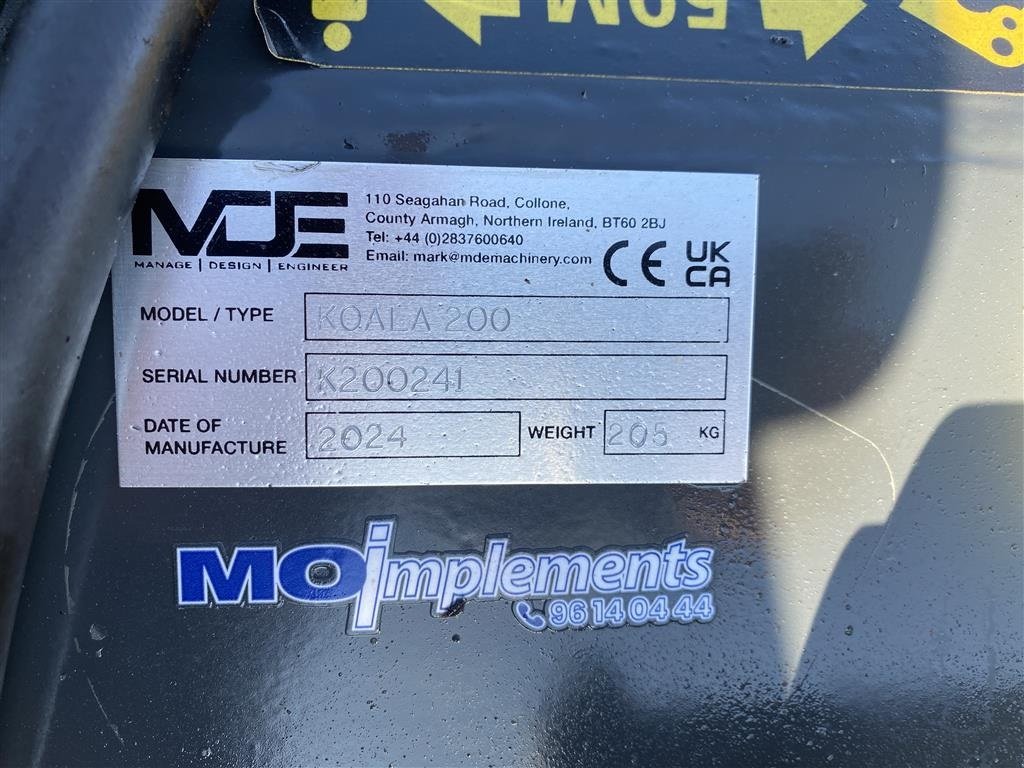 50M
MDE
MANAGE | DESIGN | ENGINEER
110 Seagahan Road, Collone,
County Armagh, Northern Ireland, BT60 2BJ
Tel: +44 (0)2837600640
Email: mark@mdemachinery.com
CE
UK
CA
MODEL / TYPE KOALA 200
SERIAL NUMBER K200241
DATE OF
MANUFACTURE 2024
WEIGHT 205 KG
MOimplements
96 14 04 44